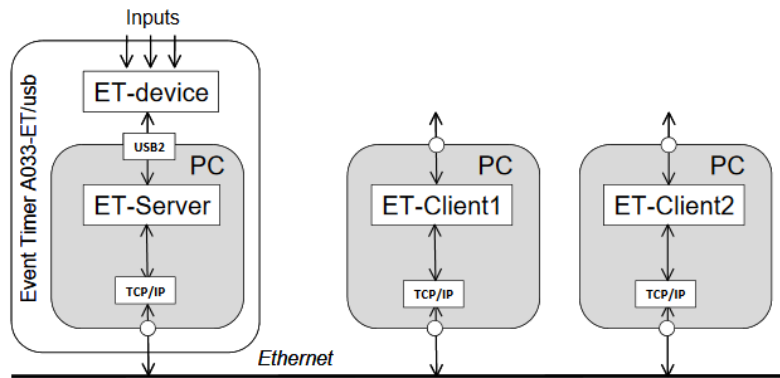 Inputs
Event Timer A033-ET/usb
ET-device
USB2
PC
ET-Server
TCP/IP
PC
ET-Client1
TCP/IP
PC
ET-Client2
TCP/IP
Ethernet